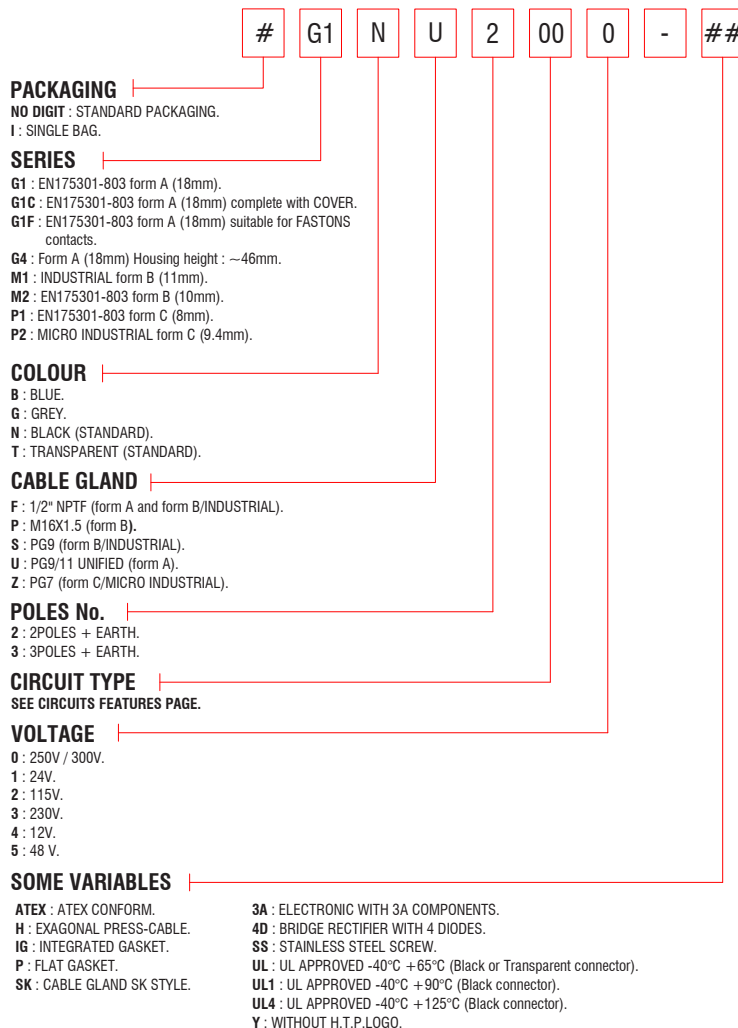 # G1 N U 2 00 0 - ##
PACKAGING
NO DIGIT : STANDARD PACKAGING.
I : SINGLE BAG.
SERIES
G1 : EN175301-803 form A (18mm).
G1C : EN175301-803 form A (18mm) complete with COVER.
G1F : EN175301-803 form A (18mm) suitable for FASTONS
contacts.
G4 : Form A (18mm) Housing height : ~46mm.
M1 : INDUSTRIAL form B (11mm).
M2 : EN175301-803 form B (10mm).
P1 : EN175301-803 form C (8mm).
P2 : MICRO INDUSTRIAL form C (9.4mm).
COLOUR
B : BLUE.
G : GREY.
N : BLACK (STANDARD).
T : TRANSPARENT (STANDARD).
CABLE GLAND
F : 1/2" NPTF (form A and form B/INDUSTRIAL).
P : M16X1.5 (form B).
S : PG9 (form B/INDUSTRIAL).
U : PG9/11 UNIFIED (form A).
Z : PG7 (form C/MICRO INDUSTRIAL).
POLES No.
2 : 2POLES + EARTH.
3 : 3POLES + EARTH.
CIRCUIT TYPE
SEE CIRCUITS FEATURES PAGE.
VOLTAGE
0 : 250V / 300V.
1 : 24V.
2 : 115V.
3 : 230V.
4 : 12V.
5 : 48 V.
SOME VARIABLES
ATEX : ATEX CONFORM.
H : EXAGONAL PRESS-CABLE.
IG : INTEGRATED GASKET.
P : FLAT GASKET.
SK : CABLE GLAND SK STYLE.
3A : ELECTRONIC WITH 3A COMPONENTS.
4D : BRIDGE RECTIFIER WITH 4 DIODES.
SS : STAINLESS STEEL SCREW.
UL : UL APPROVED -40°C +65°C (Black or Transparent connector).
UL1 : UL APPROVED -40°C +90°C (Black connector).
UL4 : UL APPROVED -40°C +125°C (Black connector).
Y : WITHOUT H.T.P.LOGO.